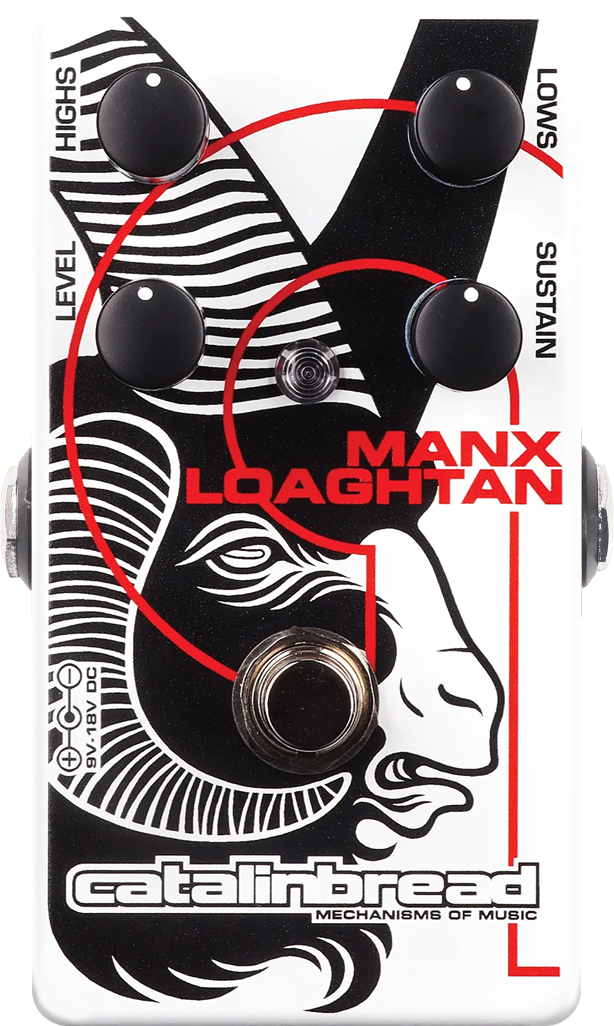 HIGHS
LOWS
LEVEL
SUSTAIN
MANX
LOAGHTAN
9V-18V DC
catalinbread
MECHANISMS OF MUSIC